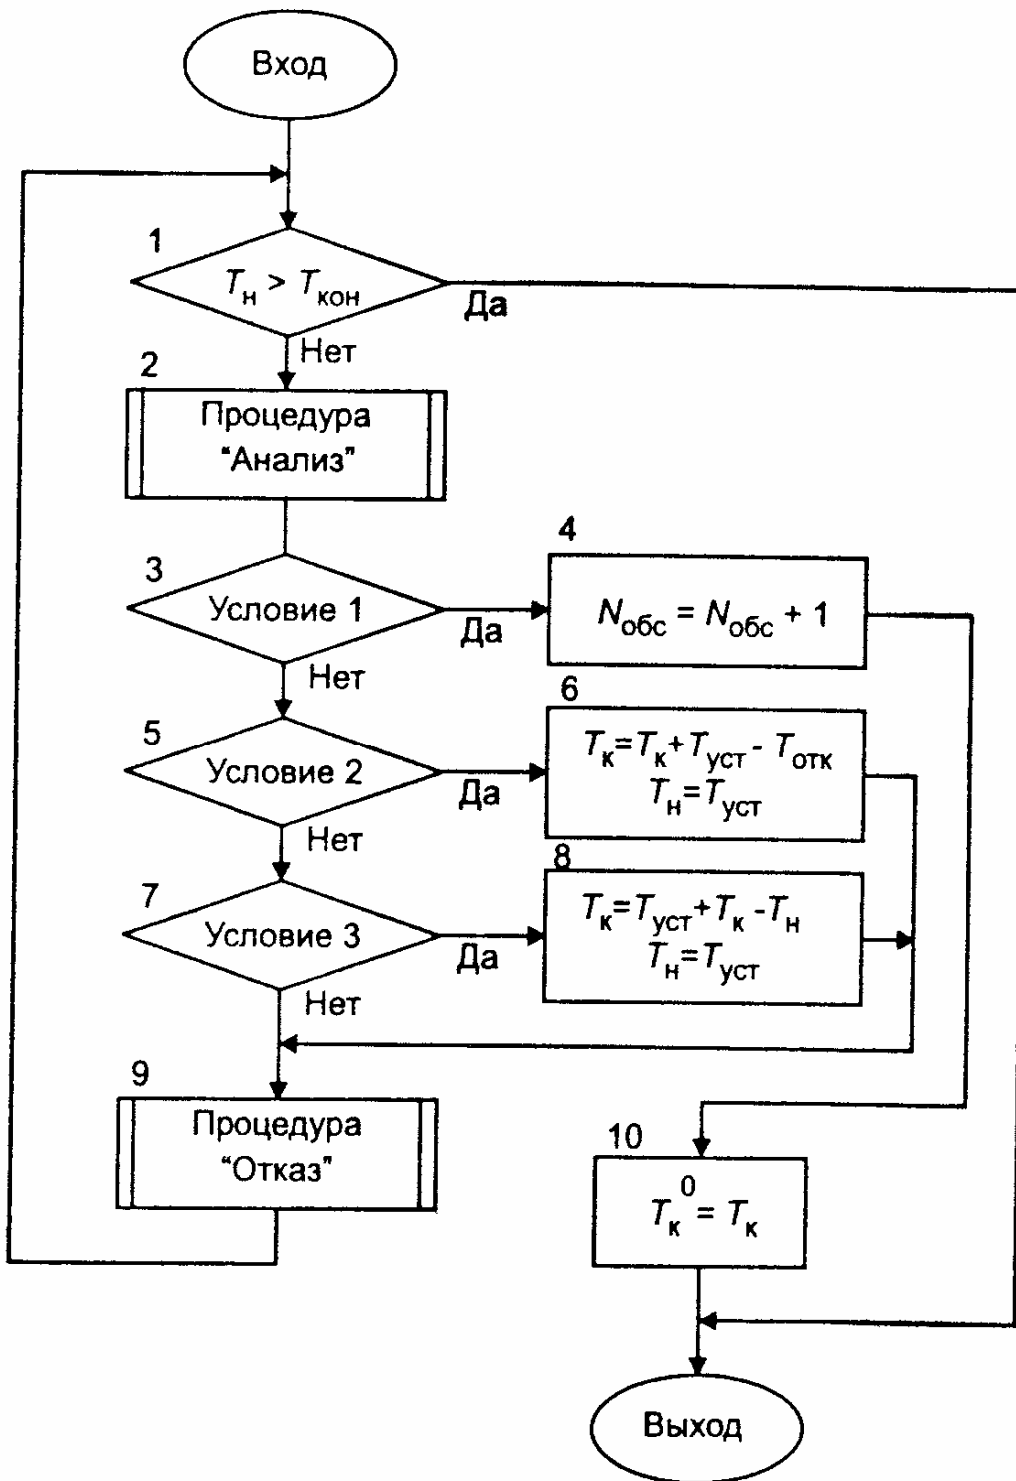 Вход
1
Tн > Tкон
Да
Нет
2
Процедура
“Анализ”
3
Условие 1
Да
Нет
4
Nобс = Nобс + 1
5
Условие 2
Да
Нет
6
Tк=Tк+Tуст - Tотк
Tн=Tуст
7
Условие 3
Да
Нет
8
Tк=Tуст+Tк -Tн
Tн=Tуст
9
Процедура
“Отказ”
10
Tк⁰ = Tк
Выход